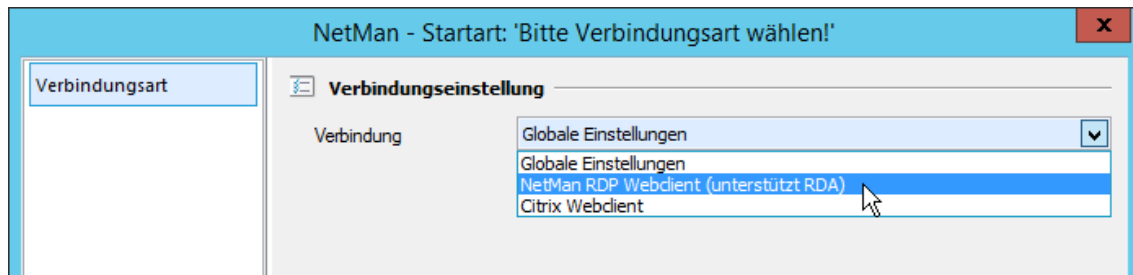 NetMan - Startart: 'Bitte Verbindungsart wählen!'
x
Verbindungsart
Verbindungseinstellung
Verbindung
Globale Einstellungen
Globale Einstellungen
NetMan RDP Webclient (unterstützt RDA)
Citrix Webclient